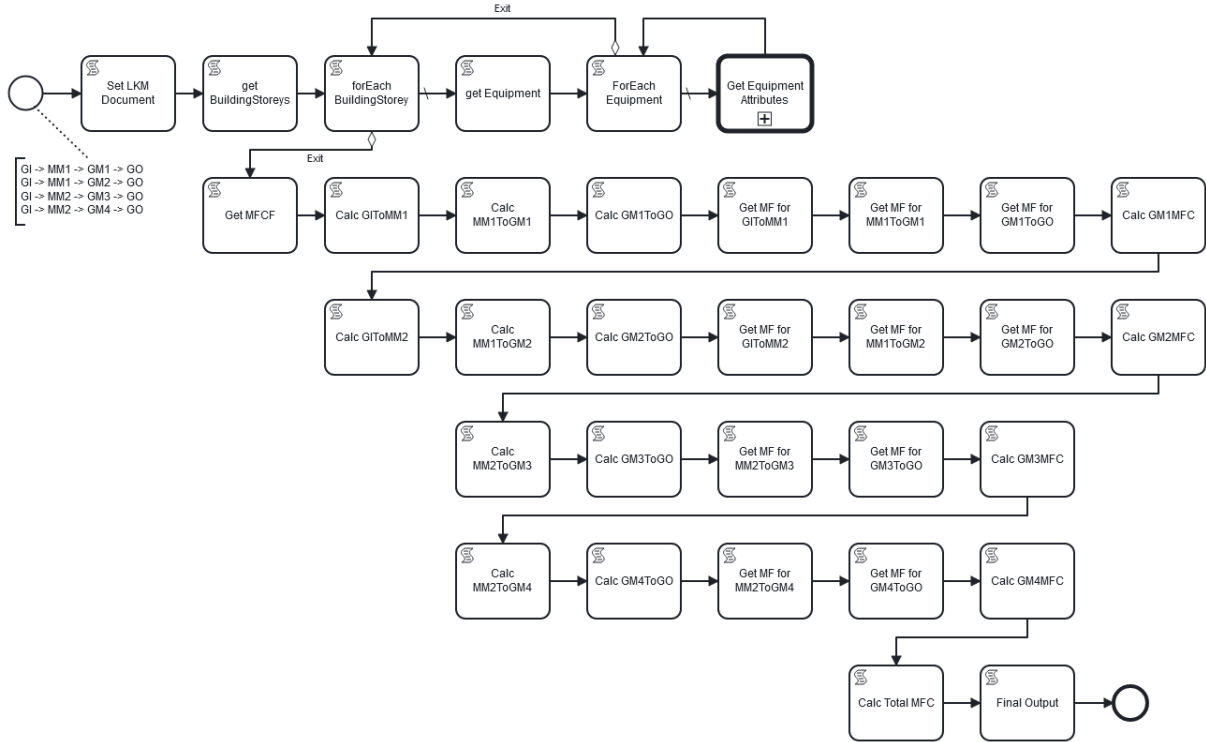 Exit
Set LKM
Document
get
BuildingStoreys
forEach
BuildingStorey
get Equipment
ForEach
Equipment
Get Equipment
Attributes
GI -> MM1 -> GM1 -> GO
GI -> MM1 -> GM2 -> GO
GI -> MM2 -> GM3 -> GO
GI -> MM2 -> GM4 -> GO
Exit
Get MFCF
Calc GIToMM1
Calc
MM1ToGM1
Calc GM1ToGO
Get MF for
GIToMM1
Get MF for
MM1ToGM1
Get MF for
GM1ToGO
Calc GM1MFC
Calc GIToMM2
Calc
MM1ToGM2
Calc GM2ToGO
Get MF for
GIToMM2
Get MF for
MM1ToGM2
Get MF for
GM2ToGO
Calc GM2MFC
Calc
MM2ToGM3
Calc GM3ToGO
Get MF for
MM2ToGM3
Get MF for
GM3ToGO
Calc GM3MFC
Calc
MM2ToGM4
Calc GM4ToGO
Get MF for
MM2ToGM4
Get MF for
GM4ToGO
Calc GM4MFC
Calc Total MFC
Final Output